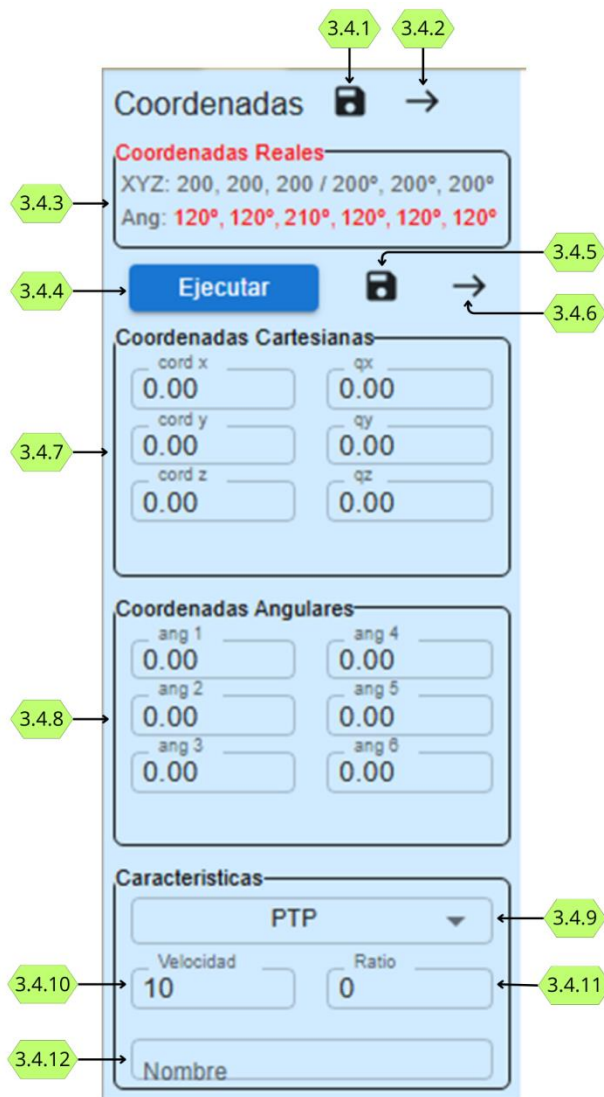 3.4.1 3.4.2
Coordenadas
Coordenadas Reales
3.4.3 XYZ: 200, 200, 200 / 200º, 200º, 200º
Ang: 120º, 120º, 210º, 120º, 120º, 120º
3.4.5
3.4.4 Ejecutar
3.4.6
Coordenadas Cartesianas
cord x qx
0.00 0.00
cord y qy
3.4.7 0.00 0.00
cord z qz
0.00 0.00
Coordenadas Angulares
ang 1 ang 4
0.00 0.00
ang 2 ang 5
3.4.8 0.00 0.00
ang 3 ang 6
0.00 0.00
Caracteristicas
PTP 3.4.9
Velocidad Ratio
3.4.10 10 0 3.4.11
3.4.12 Nombre